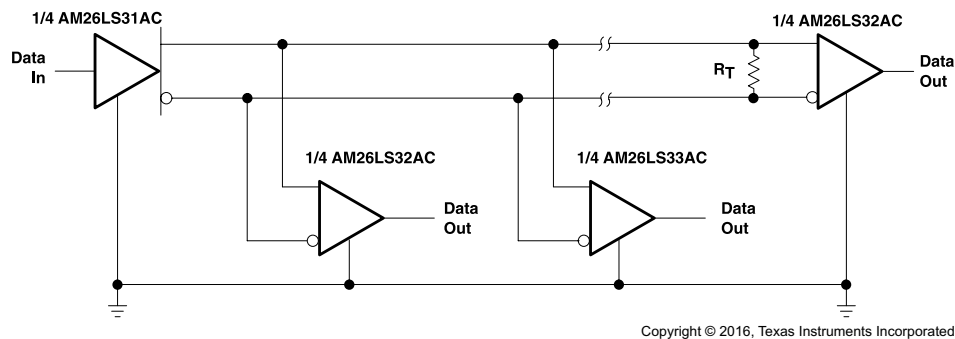 1/4 AM26LS31AC
1/4 AM26LS32AC
Data
In
RT
Data
Out
1/4 AM26LS32AC
1/4 AM26LS33AC
Data
Out
Data
Out
Copyright © 2016, Texas Instruments Incorporated